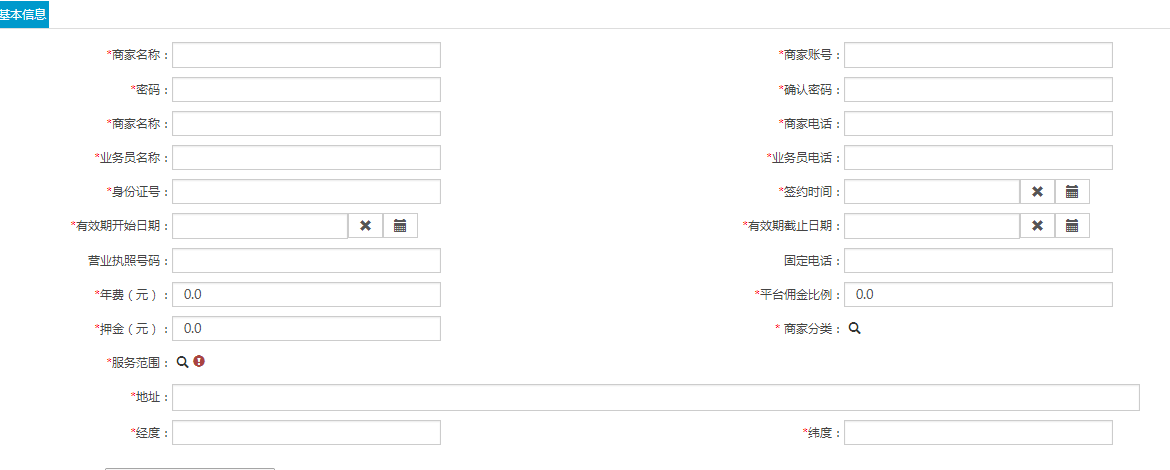 基本信息
*商家名称： *商家账号：
*密码： *确认密码：
*商家名称： *商家电话：
*业务员名称： *业务员电话：
*身份证号： *签约时间：
*有效期开始日期： *有效期截止日期：
营业执照号码： 固定电话：
*年费（元）： 0.0 *平台佣金比例： 0.0
*押金（元）： 0.0 * 商家分类：
*服务范围：
*地址：
*经度： *纬度：